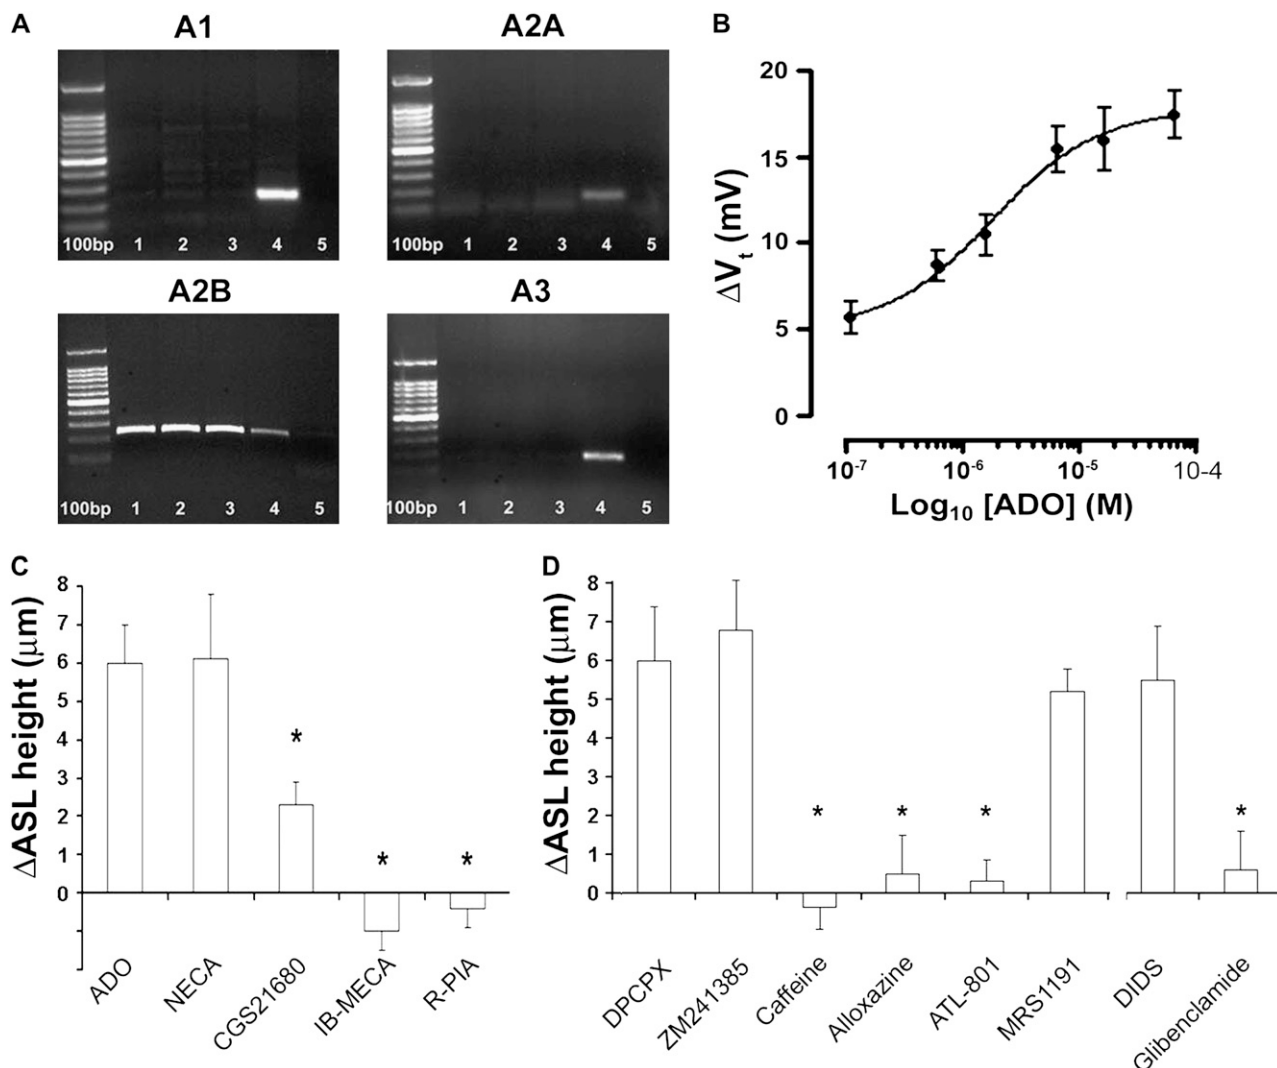 A
A1
100bp 1 2 3 4 5
A2A
100bp 1 2 3 4 5
A2B
100bp 1 2 3 4 5
A3
100bp 1 2 3 4 5
B
ΔVt (mV)
20
15
10
5
0
10-7 10-6 10-5 10-4
Log10 [ADO] (M)
C
ΔASL height (μm)
8
7
6
5
4
3
2
1
0
* * *
ADO NECA CGS21680 IB-MECA R-PIA
D
ΔASL height (μm)
8
7
6
5
4
3
2
1
0
* * * *
DPCPX ZM241385 Caffeine Alloxazine ATL-801 MRS1191 DIDS Glibenclamide